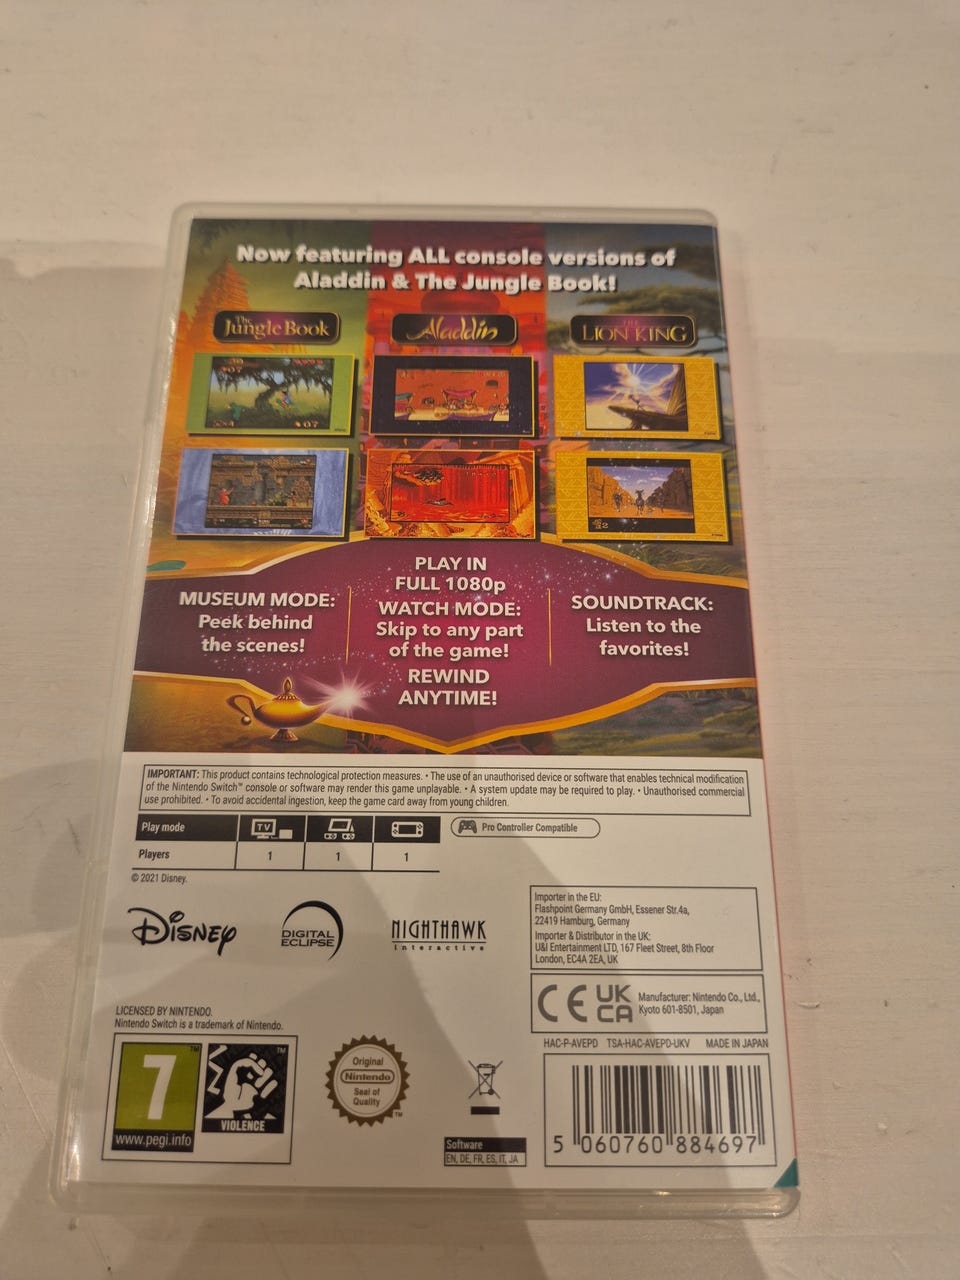 Now featuring ALL console versions of
Aladdin & The Jungle Book!
The
Jungle Book
Aladdin
THE
LION KING
PLAY IN
FULL 1080p
MUSEUM MODE:
Peek behind
the scenes!
WATCH MODE:
Skip to any part
of the game!
REWIND
ANYTIME!
SOUNDTRACK:
Listen to the
favorites!
IMPORTANT: This product contains technological protection measures. • The use of an unauthorised device or software that enables technical modification
of the Nintendo Switch™ console or software may render this game unplayable. • A system update may be required to play. • Unauthorised commercial
use prohibited. • To avoid accidental ingestion, keep the game card away from young children.
Play mode
TV
Pro Controller Compatible
Players 1 1 1
© 2021 Disney.
Disney
DIGITAL
ECLIPSE
NIGHTHAWK
interactive
Importer in the EU:
Flashpoint Germany GmbH, Essener Str.4a,
22419 Hamburg, Germany
Importer & Distributor in the UK:
U&I Entertainment LTD, 167 Fleet Street, 8th Floor
London, EC4A 2EA, UK
CE UK
CA
Manufacturer: Nintendo Co., Ltd.,
Kyoto 601-8501, Japan
LICENSED BY NINTENDO.
Nintendo Switch is a trademark of Nintendo.
HAC-P-AVEPD TSA-HAC-AVEPD-UKV MADE IN JAPAN
7
™
www.pegi.info
™
VIOLENCE
Original
Nintendo
Seal of
Quality
™
Software
EN, DE, FR, ES, IT, JA
5 060760 884697